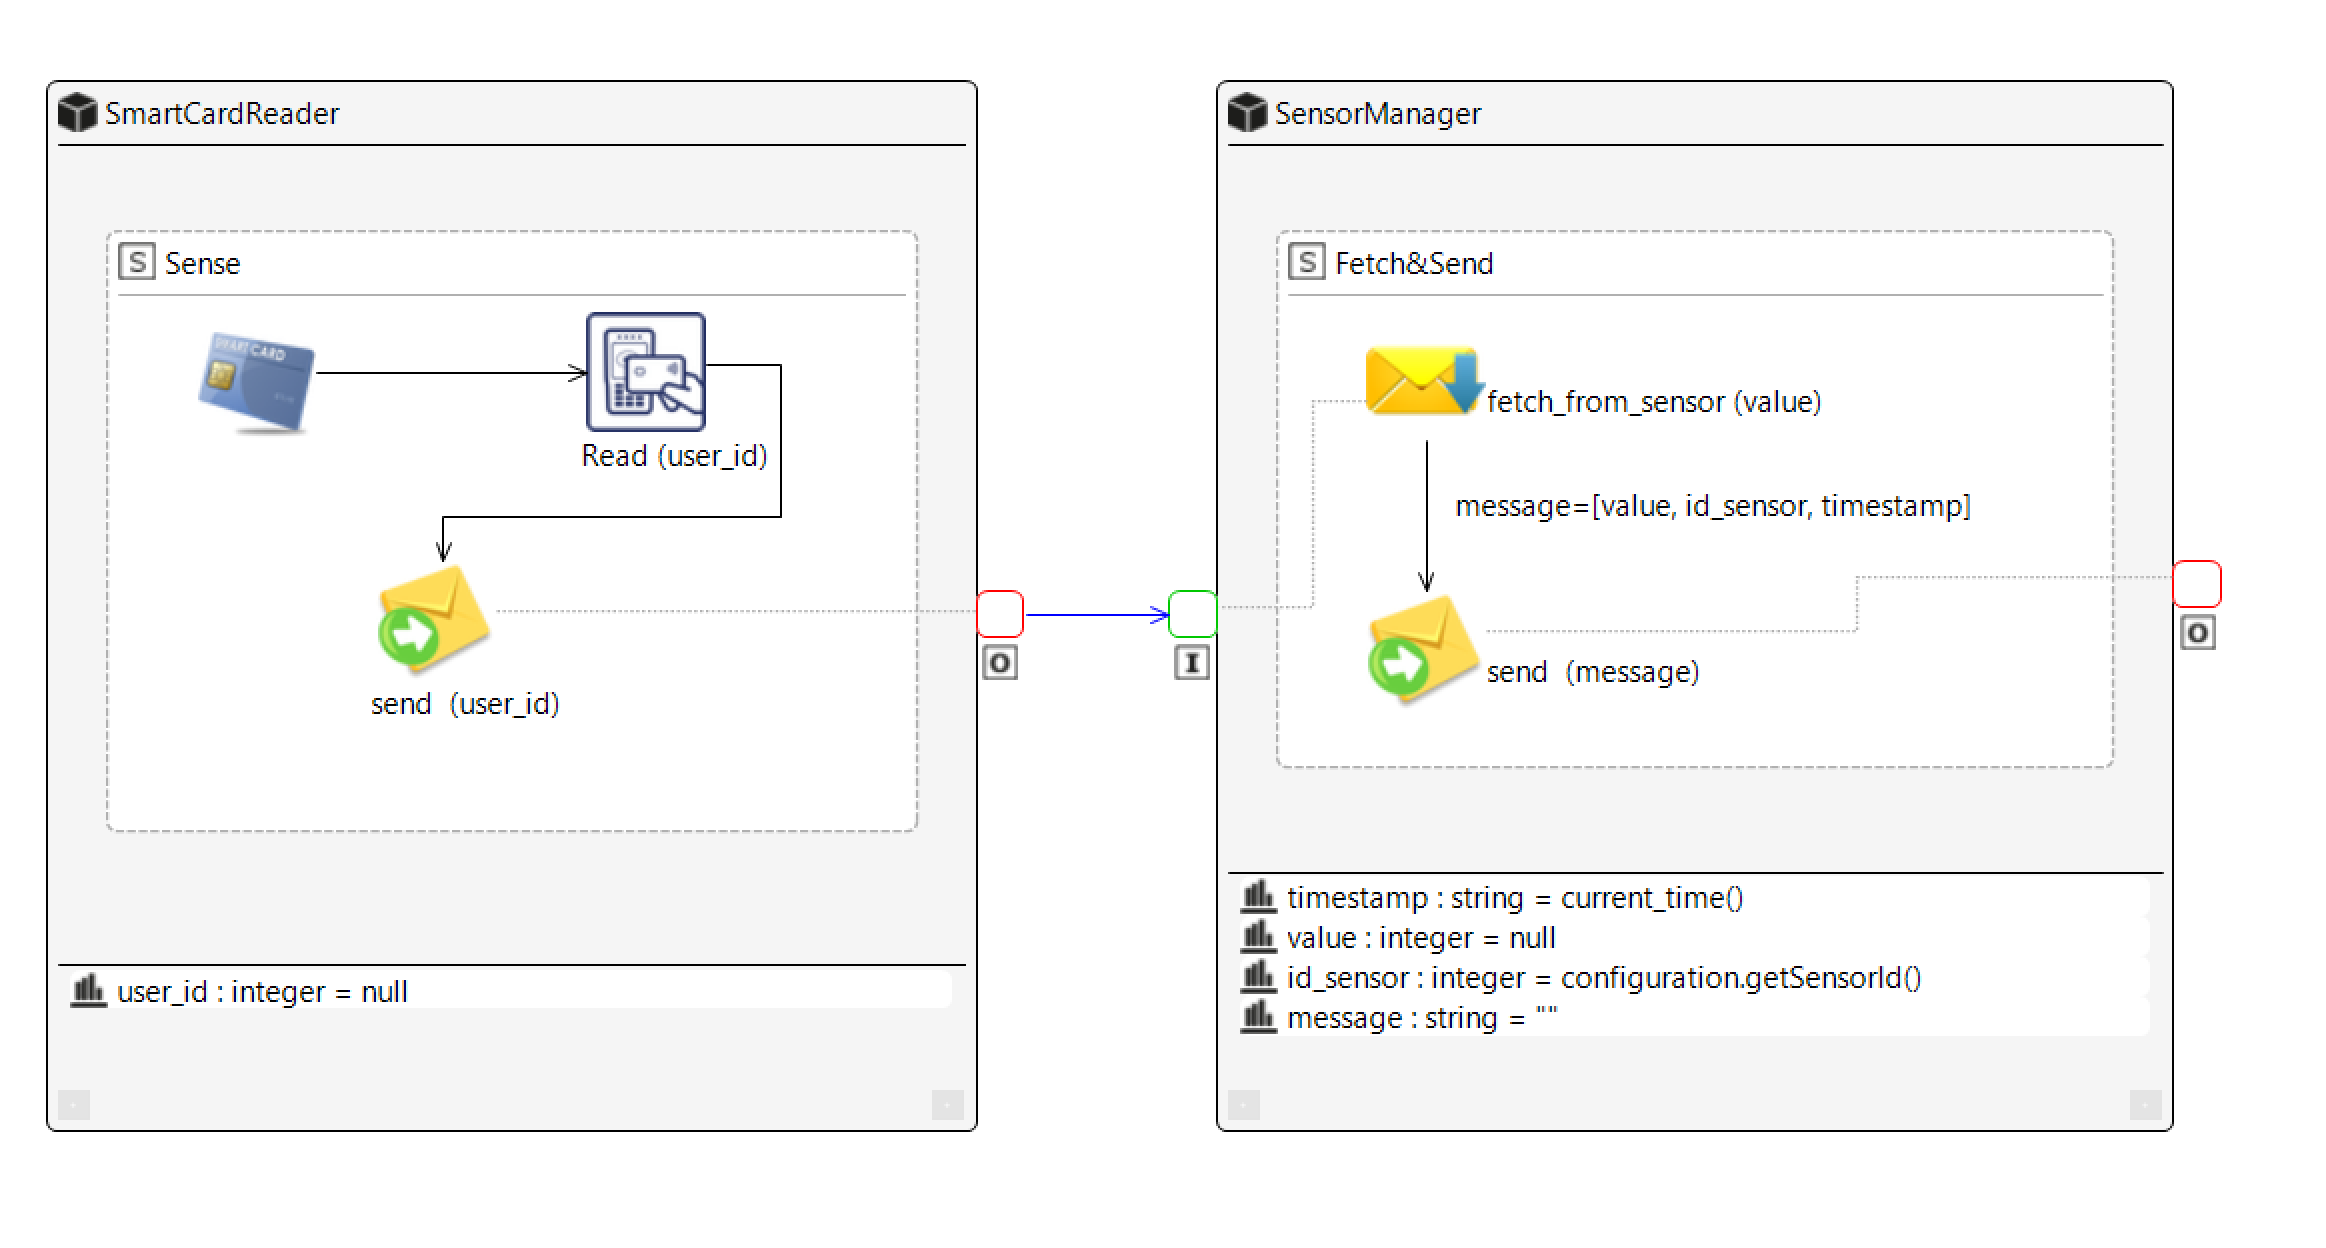 SmartCardReader
S Sense
SMART CARD
Read (user_id)
send (user_id)
O
user_id : integer = null
I
SensorManager
S Fetch&Send
fetch_from_sensor (value)
message=[value, id_sensor, timestamp]
send (message)
O
timestamp : string = current_time()
value : integer = null
id_sensor : integer = configuration.getSensorId()
message : string = ""